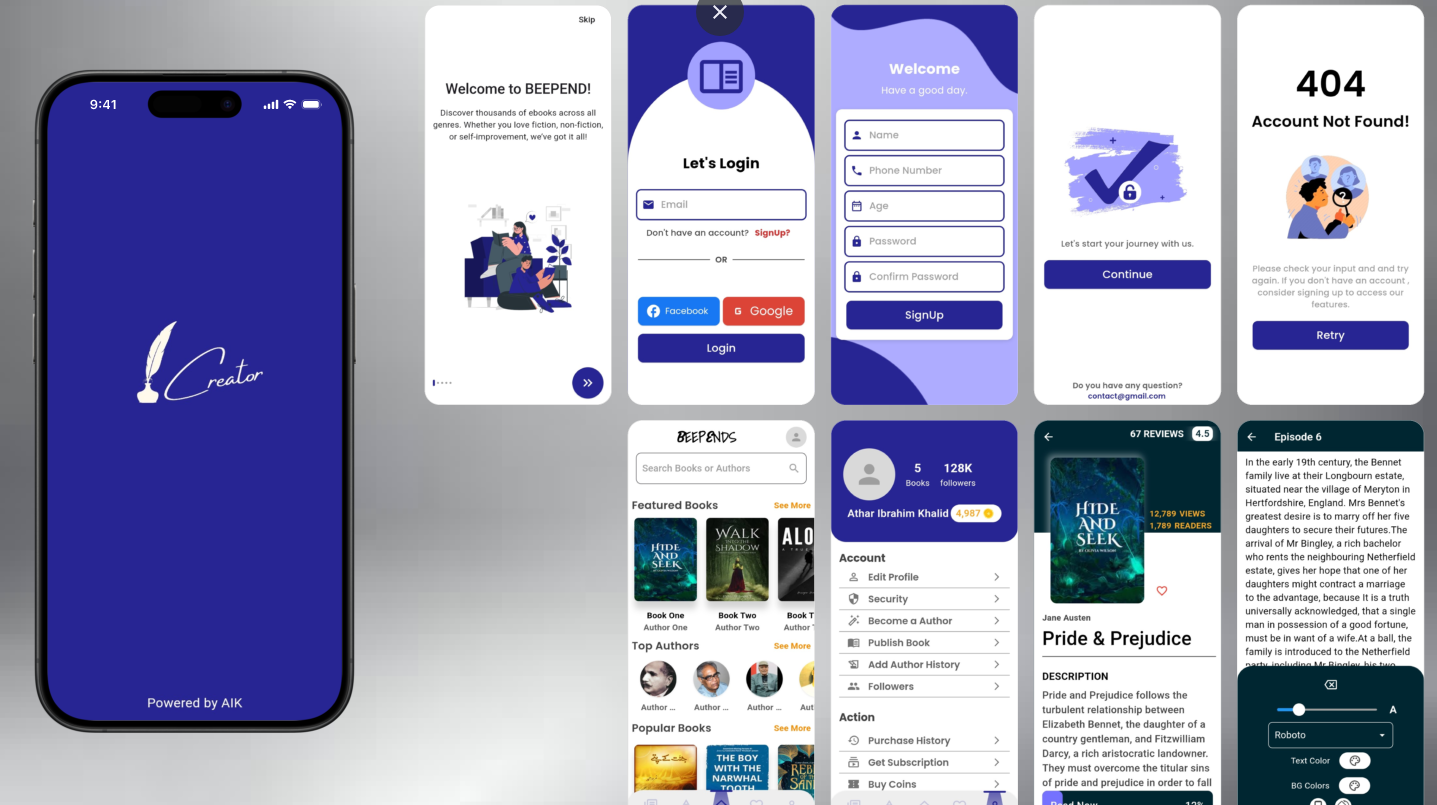 9:41
Creator
Powered by AIK
Skip
Welcome to BEEPEND!
Discover thousands of ebooks across all
genres. Whether you love fiction, non-fiction,
or self-improvement, we've got it all!
Let's Login
Email
Don't have an account? SignUp?
OR
Facebook
G Google
Login
Welcome
Have a good day.
Name
Phone Number
Age
Password
Confirm Password
SignUp
Let's start your journey with us.
Continue
Do you have any question?
contact@gmail.com
404
Account Not Found!
?
Please check your input and and try
again. If you don't have an account ,
consider signing up to access our
features.
Retry
BEEPENDS
Search Books or Authors
Featured Books See More
HIDE
AND
SEEK
BY OLIVIA WILSON
WALK
INTO THE
SHADOW
ALO
Book One
Author One
Book Two
Author Two
Book T
Author T
Top Authors See More
Author ...
Author ...
Author ...
Popular Books See More
THE BOY
WITH THE
NARWHAL
TOOTH
5
Books
128K
followers
Athar Ibrahim Khalid 4,987
Account
Edit Profile
Security
Become a Author
Publish Book
Add Author History
Followers
Action
Purchase History
Get Subscription
Buy Coins
67 REVIEWS 4.5
HIDE
AND
SEEK
BY OLIVIA WILSON
12,789 VIEWS
1,789 READERS
Jane Austen
Pride & Prejudice
DESCRIPTION
Pride and Prejudice follows the
turbulent relationship between
Elizabeth Bennet, the daughter of a
country gentleman, and Fitzwilliam
Darcy, a rich aristocratic landowner.
They must overcome the titular sins
of pride and prejudice in order to fall
Read Now 12%
Episode 6
In the early 19th century, the Bennet
family live at their Longbourn estate,
situated near the village of Meryton in
Hertfordshire, England. Mrs Bennet's
greatest desire is to marry off her five
daughters to secure their futures.The
arrival of Mr Bingley, a rich bachelor
who rents the neighbouring Netherfield
estate, gives her hope that one of her
daughters might contract a marriage
to the advantage, because It is a truth
universally acknowledged, that a single
man in possession of a good fortune,
must be in want of a wife.At a ball, the
family is introduced to the Netherfield
party, including Mr Bingley, his two
A
Roboto
Text Color
BG Colors